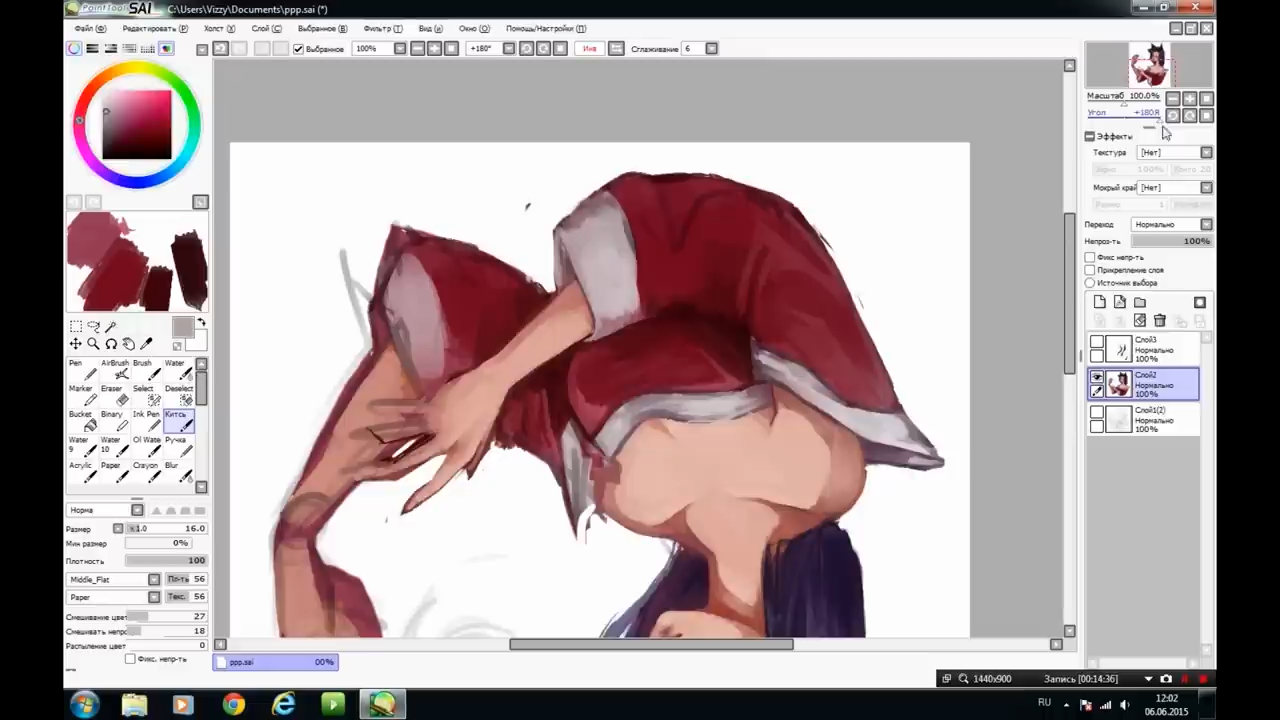 PaintTool SAI C:\Users\Vizzy\Documents\ppp.sai (*)
Файл (Ф) Редактировать (Р) Холст (X) Слой (C) Выбранное (B) Фильтр (T) Вид (и) Окно (O) Помощь/Настройки (П)
Выбранное 100% +180° Инв Сглаживание 6
Масштаб 100.0%
Угол +180R
Эффекты
Текстура [Нет]
100% 20
Мокрый край [Нет]
1
Переход Нормально
Непроз-ть 100%
Фикс непр-ть
Прикрепление слоя
Источник выбора
Слой3
Нормально
100%
Слой2
Нормально
100%
Слой1(2)
Нормально
100%
Pen AirBrush Brush Water
Marker Eraser Select Deselect
Bucket Binary Ink Pen Кисть
Water 9 Water 10 Oil Wate Ручка
Acrylic Paper Crayon Blur
Норма
Размер x1.0 16.0
Мин размер 0%
Плотность 100
Middle_Flat Пл-ть 56
Paper Текс. 56
Смешивание цвет 27
Смешивать непр 18
Распыление цвет 0
Фикс. непр-ть
ppp.sai 00%
1440x900 Запись [00:14:36]
RU 12:02
06.06.2015